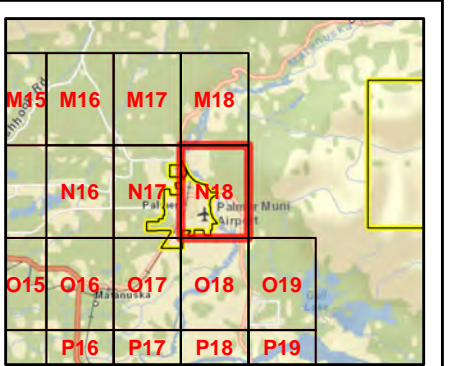 M15 M16 M17 M18
N16 N17 N18
Palmer Muni
Airport
O15 O16 O17 O18 O19
Matanuska
P16 P17 P18 P19